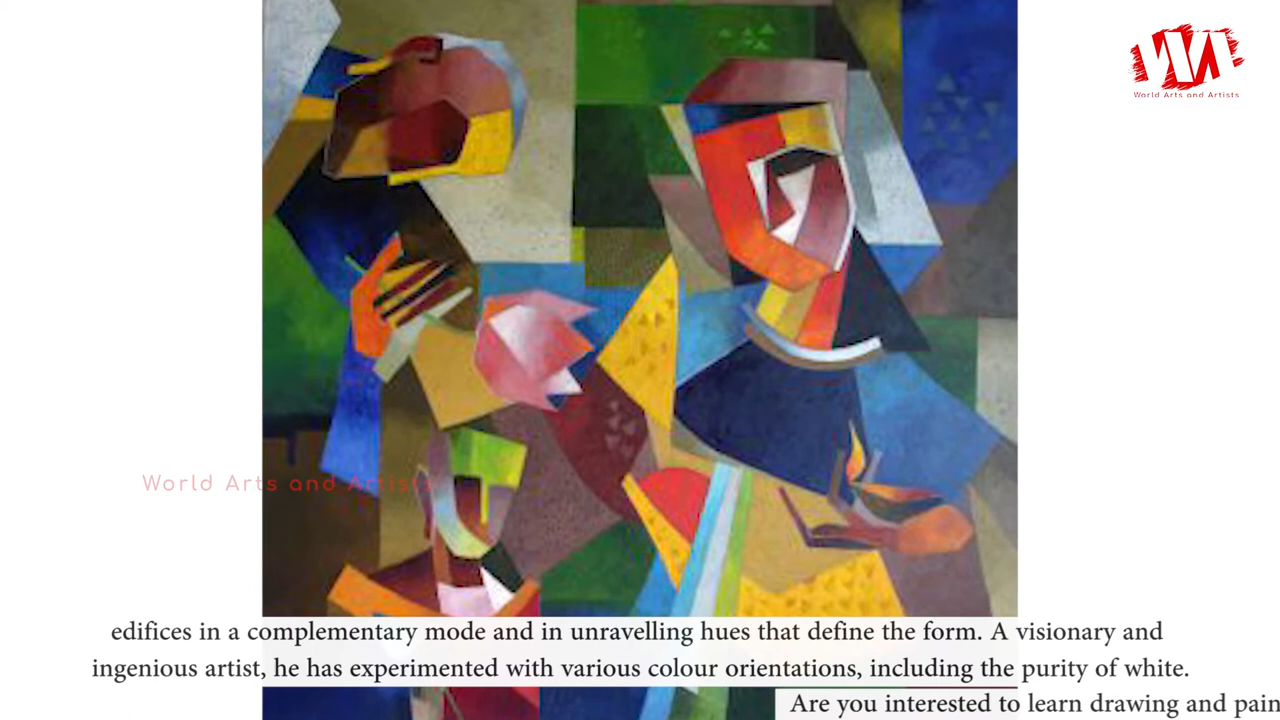 World Arts and Artists
World Arts and Artists
edifices in a complementary mode and in unravelling hues that define the form. A visionary and
ingenious artist, he has experimented with various colour orientations, including the purity of white.
Are you interested to learn drawing and pain